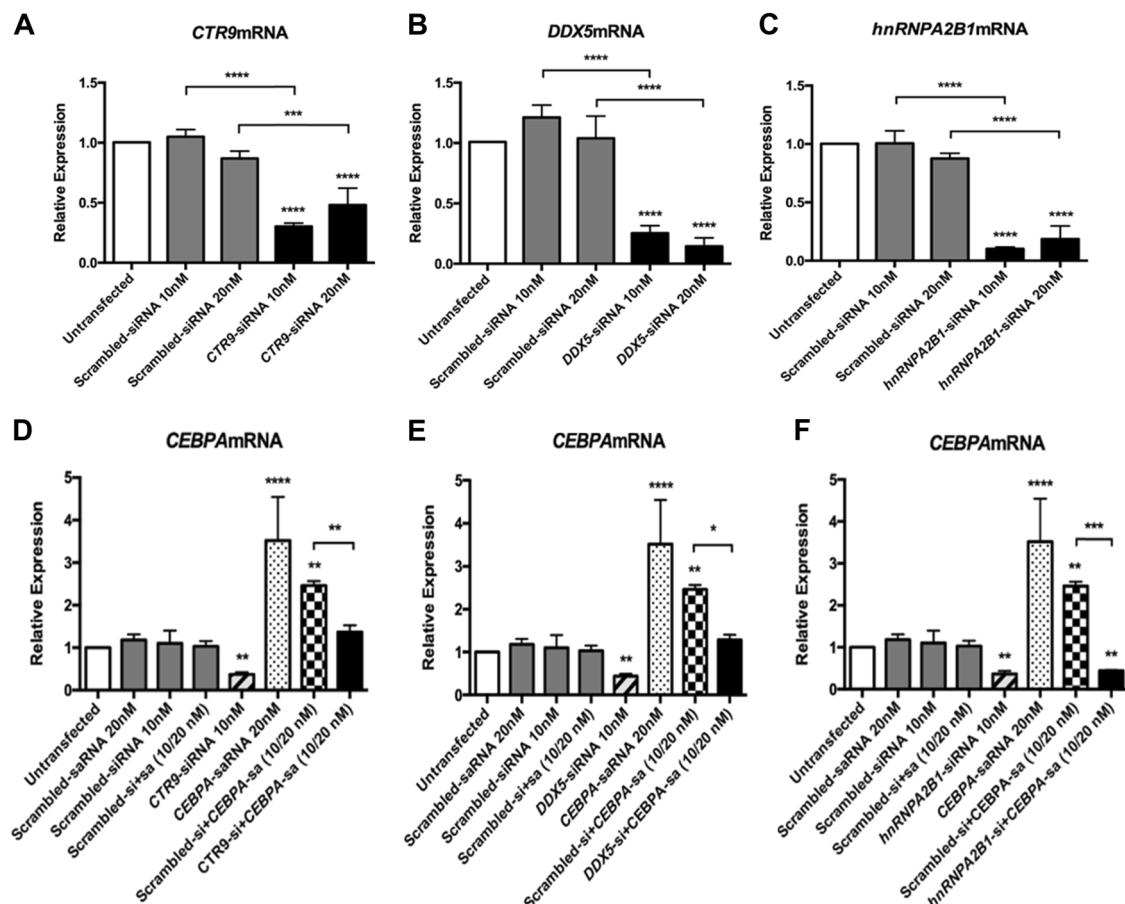 A
CTR9mRNA
Relative Expression
1.5
1.0
0.5
0.0
****
***
****
****
Untransfected
Scrambled-siRNA 10nM
Scrambled-siRNA 20nM
CTR9-siRNA 10nM
CTR9-siRNA 20nM
B
DDX5mRNA
Relative Expression
1.5
1.0
0.5
0.0
****
****
****
****
Untransfected
Scrambled-siRNA 10nM
Scrambled-siRNA 20nM
DDX5-siRNA 10nM
DDX5-siRNA 20nM
C
hnRNPA2B1mRNA
Relative Expression
1.5
1.0
0.5
0.0
****
****
****
****
Untransfected
Scrambled-siRNA 10nM
Scrambled-siRNA 20nM
hnRNPA2B1-siRNA 10nM
hnRNPA2B1-siRNA 20nM
D
CEBPAmRNA
Relative Expression
5
4
3
2
1
0
**
****
**
**
Untransfected
Scrambled-saRNA 20nM
Scrambled-siRNA 10nM
Scrambled-si+sa (10/20 nM)
CTR9-siRNA 10nM
CEBPA-saRNA 20nM
Scrambled-si+CEBPA-sa (10/20 nM)
CTR9-si+CEBPA-sa (10/20 nM)
E
CEBPAmRNA
Relative Expression
5
4
3
2
1
0
**
****
**
*
Untransfected
Scrambled-saRNA 20nM
Scrambled-siRNA 10nM
Scrambled-si+sa (10/20 nM)
DDX5-siRNA 10nM
CEBPA-saRNA 20nM
Scrambled-si+CEBPA-sa (10/20 nM)
DDX5-si+CEBPA-sa (10/20 nM)
F
CEBPAmRNA
Relative Expression
5
4
3
2
1
0
**
****
**
***
**
Untransfected
Scrambled-saRNA 20nM
Scrambled-siRNA 10nM
Scrambled-si+sa (10/20 nM)
hnRNPA2B1-siRNA 10nM
CEBPA-saRNA 20nM
Scrambled-si+CEBPA-sa (10/20 nM)
hnRNPA2B1-si+CEBPA-sa (10/20 nM)